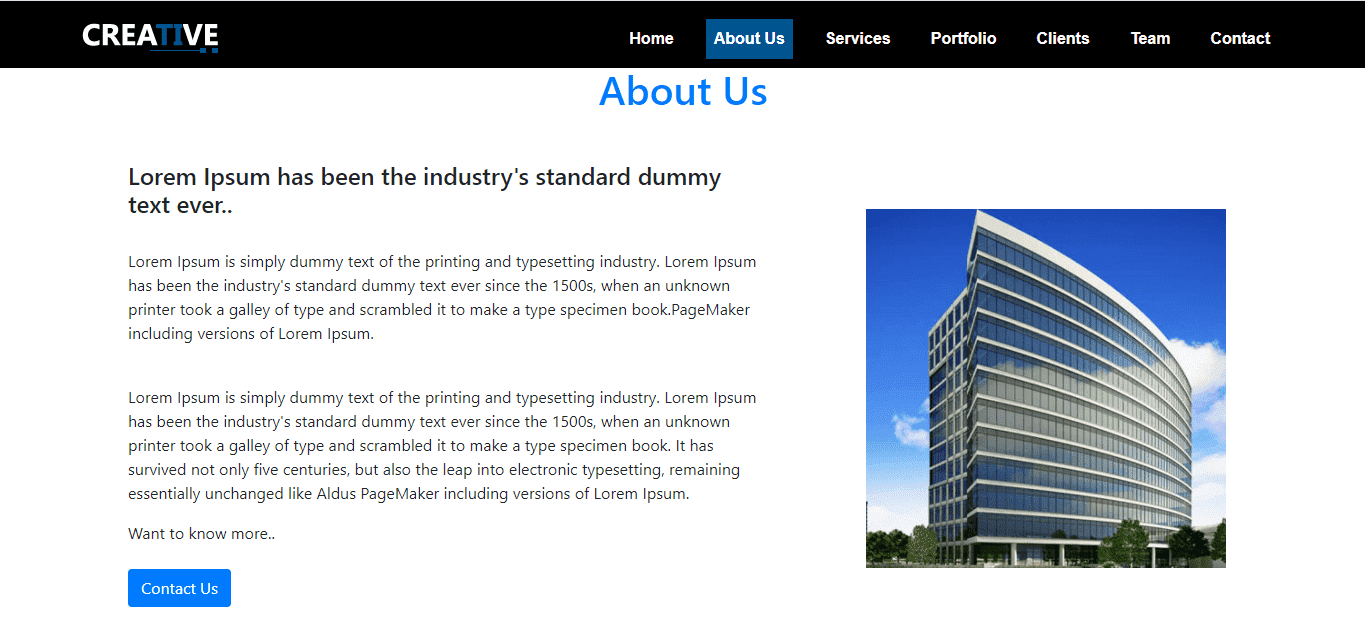 CREATIVE
Home About Us Services Portfolio Clients Team Contact
About Us
Lorem Ipsum has been the industry's standard dummy
text ever..
Lorem Ipsum is simply dummy text of the printing and typesetting industry. Lorem Ipsum
has been the industry's standard dummy text ever since the 1500s, when an unknown
printer took a galley of type and scrambled it to make a type specimen book.PageMaker
including versions of Lorem Ipsum.
Lorem Ipsum is simply dummy text of the printing and typesetting industry. Lorem Ipsum
has been the industry's standard dummy text ever since the 1500s, when an unknown
printer took a galley of type and scrambled it to make a type specimen book. It has
survived not only five centuries, but also the leap into electronic typesetting, remaining
essentially unchanged like Aldus PageMaker including versions of Lorem Ipsum.
Want to know more..
Contact Us